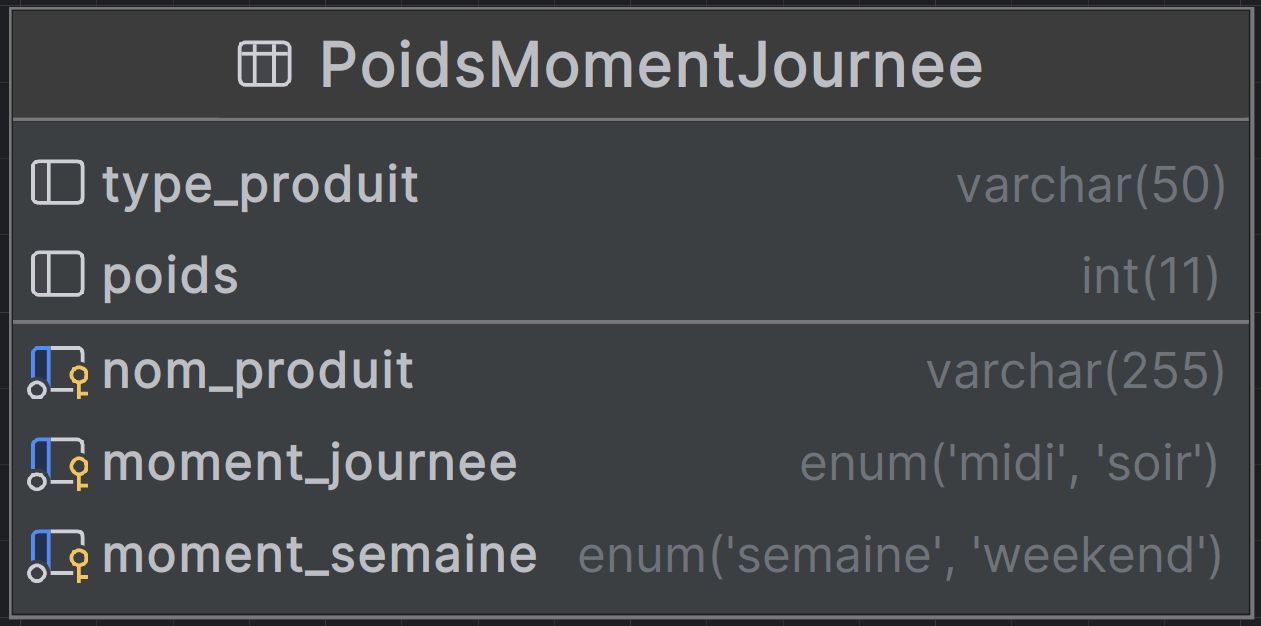 PoidsMomentJournee
type_produit varchar(50)
poids int(11)
nom_produit varchar(255)
moment_journee enum('midi', 'soir')
moment_semaine enum('semaine', 'weekend')